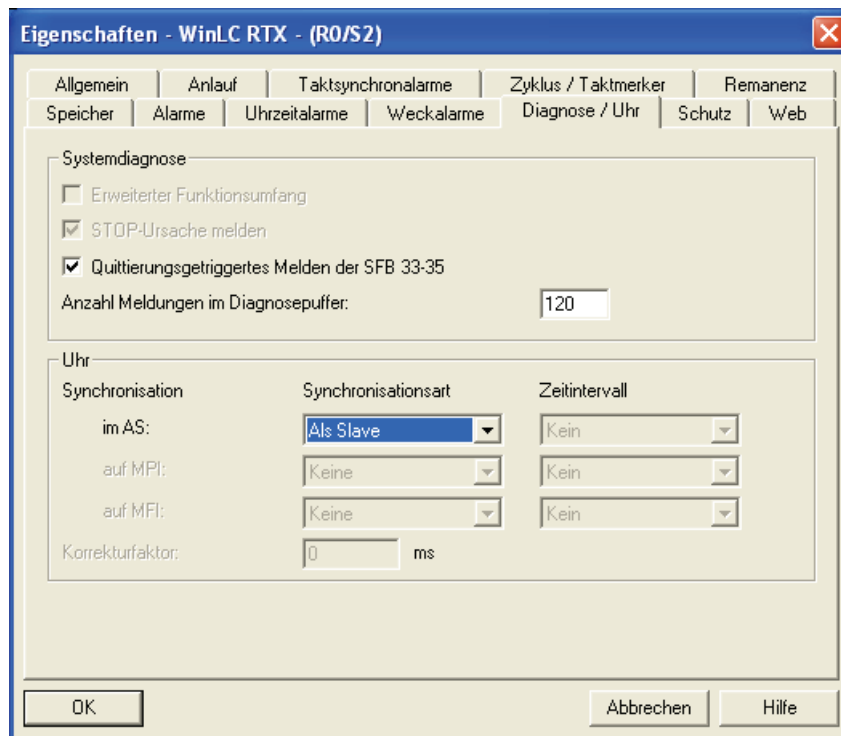 Eigenschaften - WinLC RTX - (R0/S2)
Allgemein Anlauf Taktsynchronalarme Zyklus / Taktmerker Remanenz
Speicher Alarme Uhrzeitalarme Weckalarme Diagnose / Uhr Schutz Web
Systemdiagnose
Erweiterter Funktionsumfang
STOP-Ursache melden
Quittierungsgetriggertes Melden der SFB 33-35
Anzahl Meldungen im Diagnosepuffer: 120
Uhr
Synchronisation Synchronisationsart Zeitintervall
im AS: Als Slave Kein
auf MPI: Keine Kein
auf MFI: Keine Kein
Korrekturfaktor: 0 ms
OK Abbrechen Hilfe